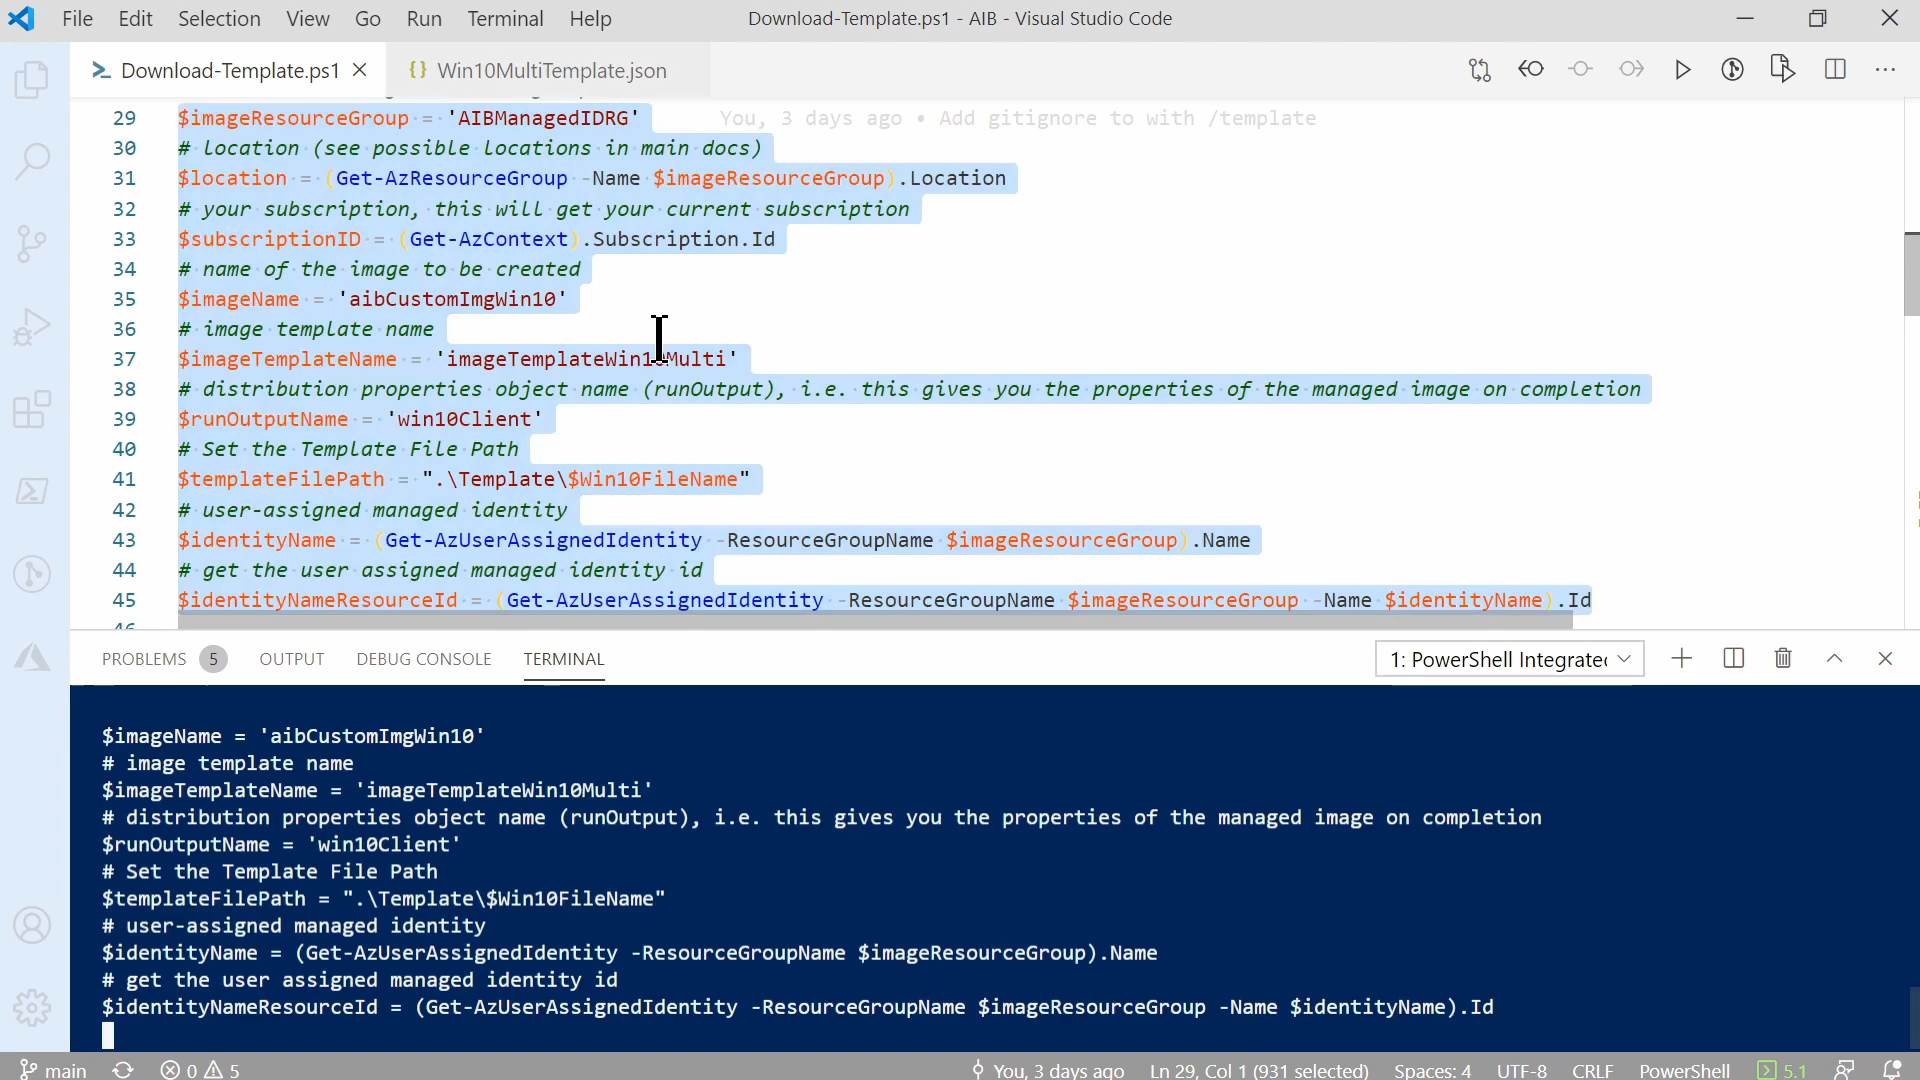 File Edit Selection View Go Run Terminal Help
Download-Template.ps1 - AIB - Visual Studio Code
Download-Template.ps1
Win10MultiTemplate.json
29 $imageResourceGroup = 'AIBManagedIDRG' You, 3 days ago • Add gitignore to with /template
30 # location (see possible locations in main docs)
31 $location = (Get-AzResourceGroup -Name $imageResourceGroup).Location
32 # your subscription, this will get your current subscription
33 $subscriptionID = (Get-AzContext).Subscription.Id
34 # name of the image to be created
35 $imageName = 'aibCustomImgWin10'
36 # image template name
37 $imageTemplateName = 'imageTemplateWin10Multi'
38 # distribution properties object name (runOutput), i.e. this gives you the properties of the managed image on completion
39 $runOutputName = 'win10Client'
40 # Set the Template File Path
41 $templateFilePath = ".\Template\$Win10FileName"
42 # user-assigned managed identity
43 $identityName = (Get-AzUserAssignedIdentity -ResourceGroupName $imageResourceGroup).Name
44 # get the user assigned managed identity id
45 $identityNameResourceId = (Get-AzUserAssignedIdentity -ResourceGroupName $imageResourceGroup -Name $identityName).Id
46
PROBLEMS 5 OUTPUT DEBUG CONSOLE TERMINAL
1: PowerShell Integrate
$imageName = 'aibCustomImgWin10'
# image template name
$imageTemplateName = 'imageTemplateWin10Multi'
# distribution properties object name (runOutput), i.e. this gives you the properties of the managed image on completion
$runOutputName = 'win10Client'
# Set the Template File Path
$templateFilePath = ".\Template\$Win10FileName"
# user-assigned managed identity
$identityName = (Get-AzUserAssignedIdentity -ResourceGroupName $imageResourceGroup).Name
# get the user assigned managed identity id
$identityNameResourceId = (Get-AzUserAssignedIdentity -ResourceGroupName $imageResourceGroup -Name $identityName).Id
main 0 5 You, 3 days ago Ln 29, Col 1 (931 selected) Spaces: 4 UTF-8 CRLF PowerShell 5.1